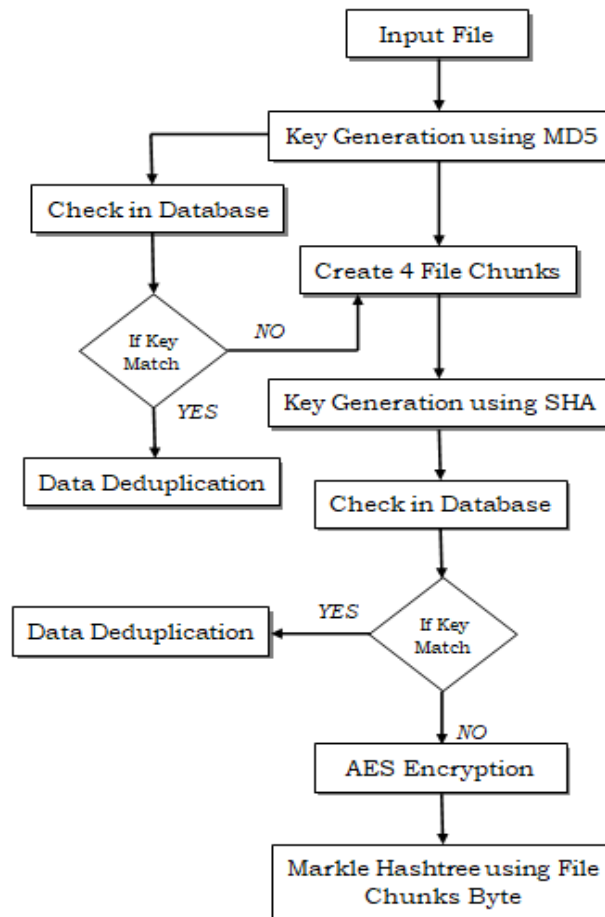 Input File
Key Generation using MD5
Check in Database
Create 4 File Chunks
If Key
Match
NO
YES
Key Generation using SHA
Data Deduplication
Check in Database
Data Deduplication
YES
If Key
Match
NO
AES Encryption
Markle Hashtree using File
Chunks Byte